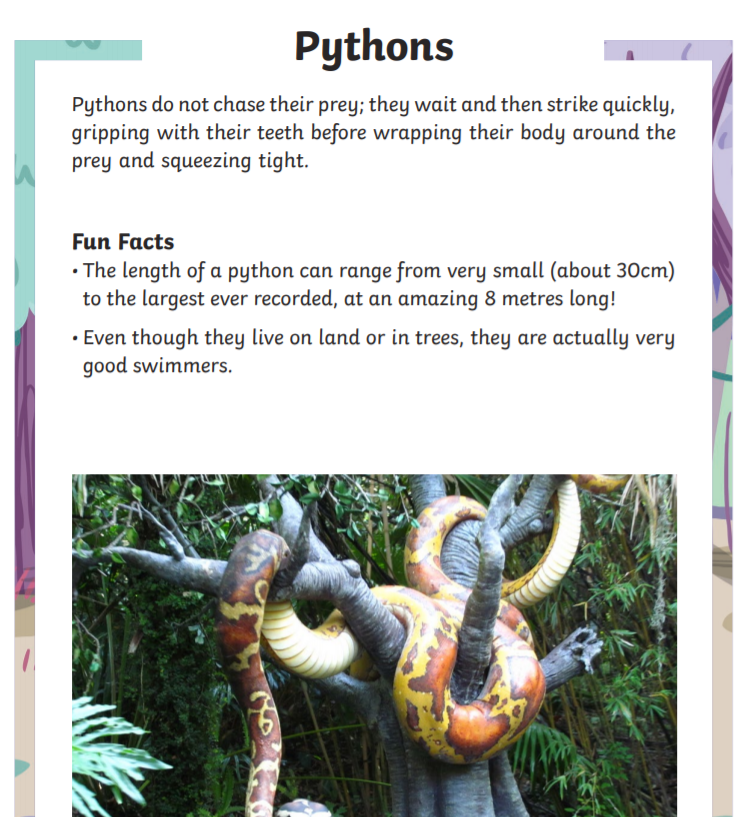 Pythons
Pythons do not chase their prey; they wait and then strike quickly,
gripping with their teeth before wrapping their body around the
prey and squeezing tight.
Fun Facts
• The length of a python can range from very small (about 30cm)
to the largest ever recorded, at an amazing 8 metres long!
• Even though they live on land or in trees, they are actually very
good swimmers.